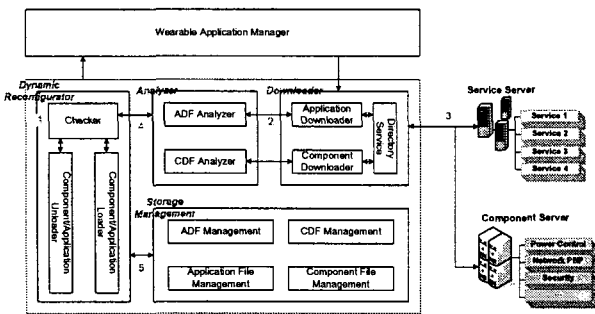 Wearable Application Manager
Dynamic
Reconfigurator
Analyzer
Downloader
Service Server
1
Checker
4
ADF Analyzer
2
Application
Downloader
Directory
Service
3
Service 1
Service 2
Service 3
Service 4
CDF Analyzer
Component
Downloader
Component/Application
Unloader
Component/Application
Loader
Storage
Management
ADF Management
CDF Management
5
Application File
Management
Component File
Management
Component Server
Power Control
Network PnP
Security